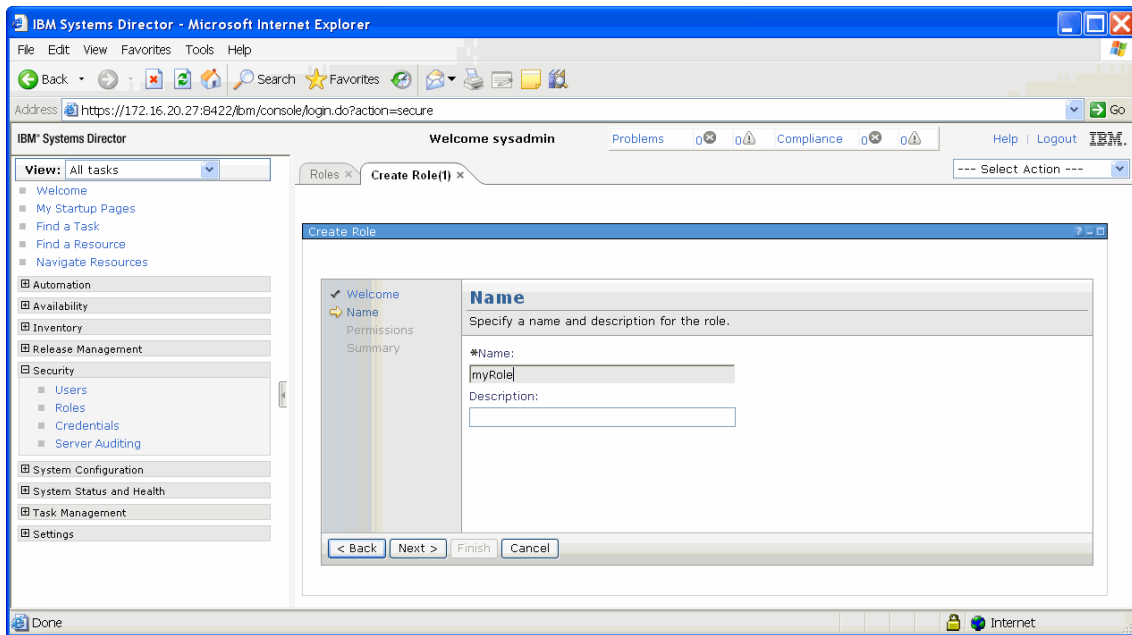 IBM Systems Director - Microsoft Internet Explorer
File Edit View Favorites Tools Help
Back Search Favorites
Address https://172.16.20.27:8422/ibm/console/login.do?action=secure Go
IBM® Systems Director Welcome sysadmin Problems 0 0 Compliance 0 0 Help | Logout IBM.
View: All tasks
Roles × Create Role(1) ×
--- Select Action ---
Welcome
My Startup Pages
Find a Task
Find a Resource
Navigate Resources
Automation
Availability
Inventory
Release Management
Security
Users
Roles
Credentials
Server Auditing
System Configuration
System Status and Health
Task Management
Settings
Create Role ?
Welcome
Name
Permissions
Summary
Name
Specify a name and description for the role.
*Name:
myRole
Description:
< Back Next > Finish Cancel
Done Internet